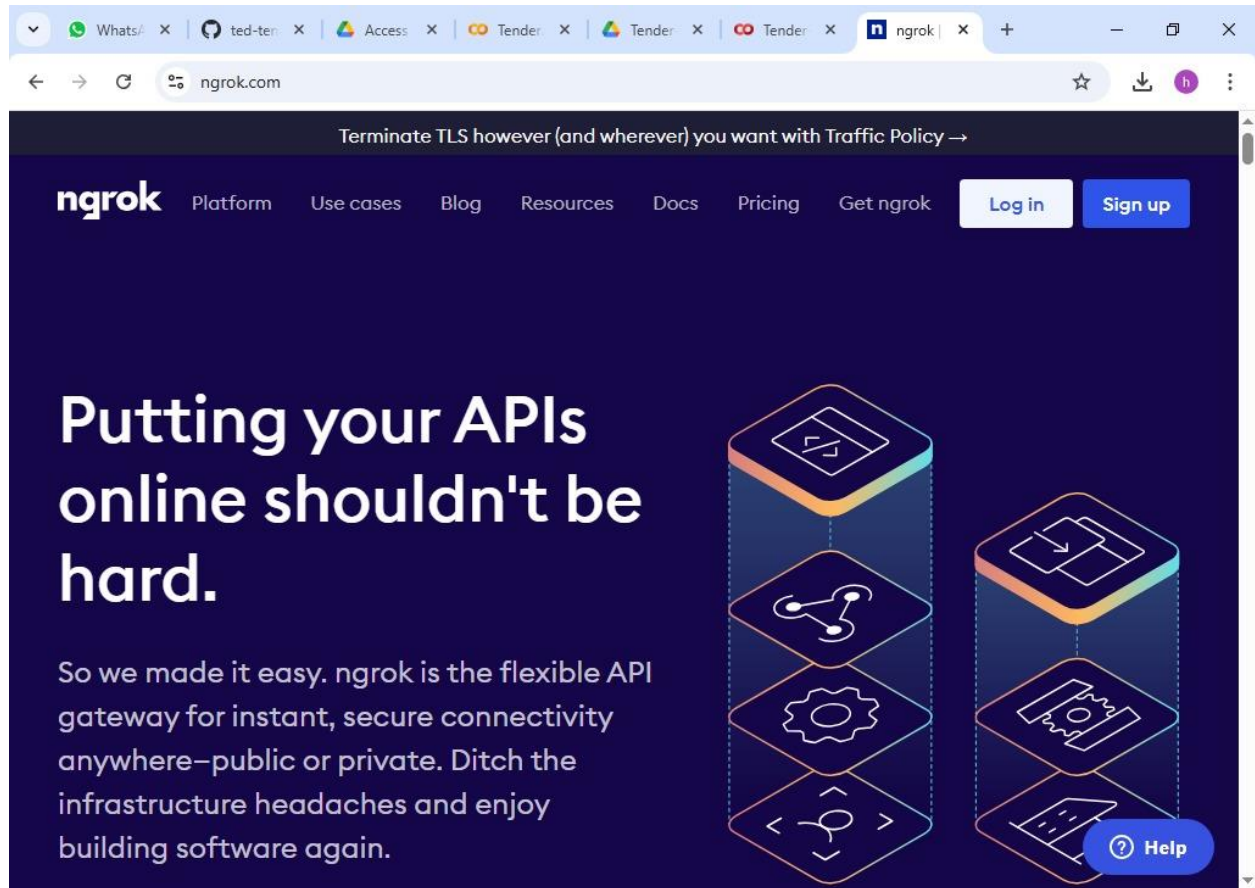 WhatsA
ted-ten
Access
Tender
Tender
Tender
n
ngrok |
ngrok.com
h
Terminate TLS however (and wherever) you want with Traffic Policy →
ngrok Platform Use cases Blog Resources Docs Pricing Get ngrok Log in Sign up
Putting your APIs
online shouldn't be
hard.
So we made it easy. ngrok is the flexible API
gateway for instant, secure connectivity
anywhere—public or private. Ditch the
infrastructure headaches and enjoy
building software again.
? Help